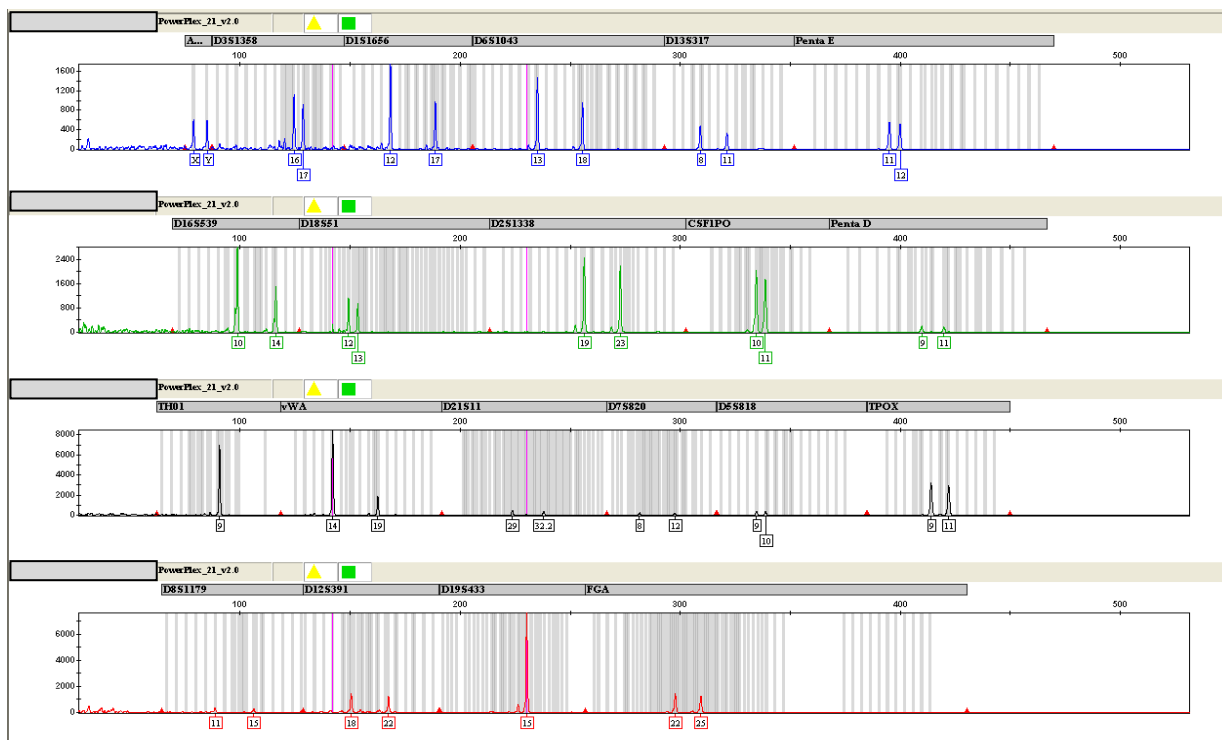 PowerPlex_21_v2.0
A... D3S1358 D1S1656 D6S1043 D13S317 Penta E
100 200 300 400 500
1600
1200
800
400
0
X Y 16 12 17 13 18 8 11 11
17 12
PowerPlex_21_v2.0
D16S539 D18S51 D2S1338 CSF1PO Penta D
100 200 300 400 500
2400
1600
800
0
10 14 12 19 23 10 9 11
13 11
PowerPlex_21_v2.0
TH01 vWA D21S11 D7S820 D5S818 TPOX
100 200 300 400 500
8000
6000
4000
2000
0
9 14 19 29 32.2 8 12 9 9 11
10
PowerPlex_21_v2.0
D8S1179 D12S391 D19S433 FGA
100 200 300 400 500
6000
4000
2000
0
11 15 18 22 15 22 25